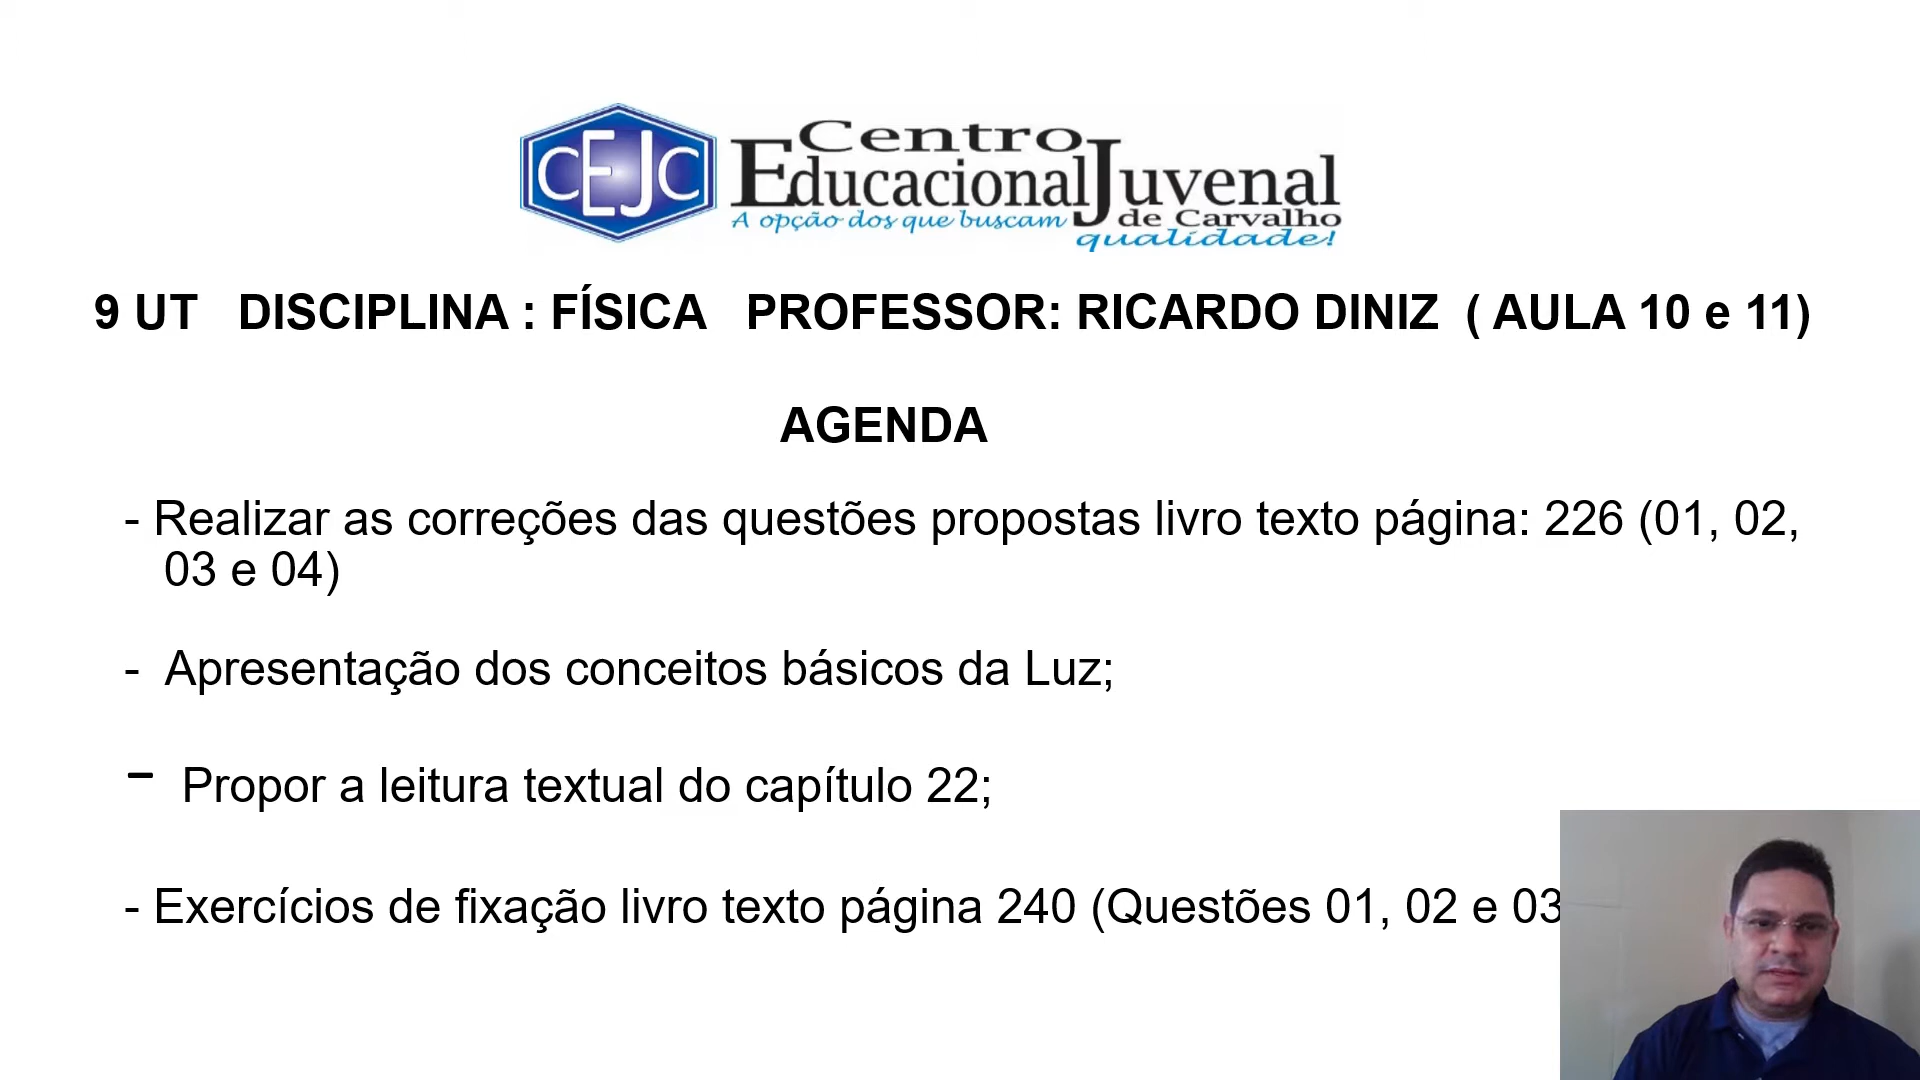 CEJC
Centro
Educacional Juvenal
A opção dos que buscam de Carvalho
qualidade!
9 UT DISCIPLINA : FÍSICA PROFESSOR: RICARDO DINIZ ( AULA 10 e 11)
AGENDA
- Realizar as correções das questões propostas livro texto página: 226 (01, 02,
03 e 04)
- Apresentação dos conceitos básicos da Luz;
- Propor a leitura textual do capítulo 22;
- Exercícios de fixação livro texto página 240 (Questões 01, 02 e 03